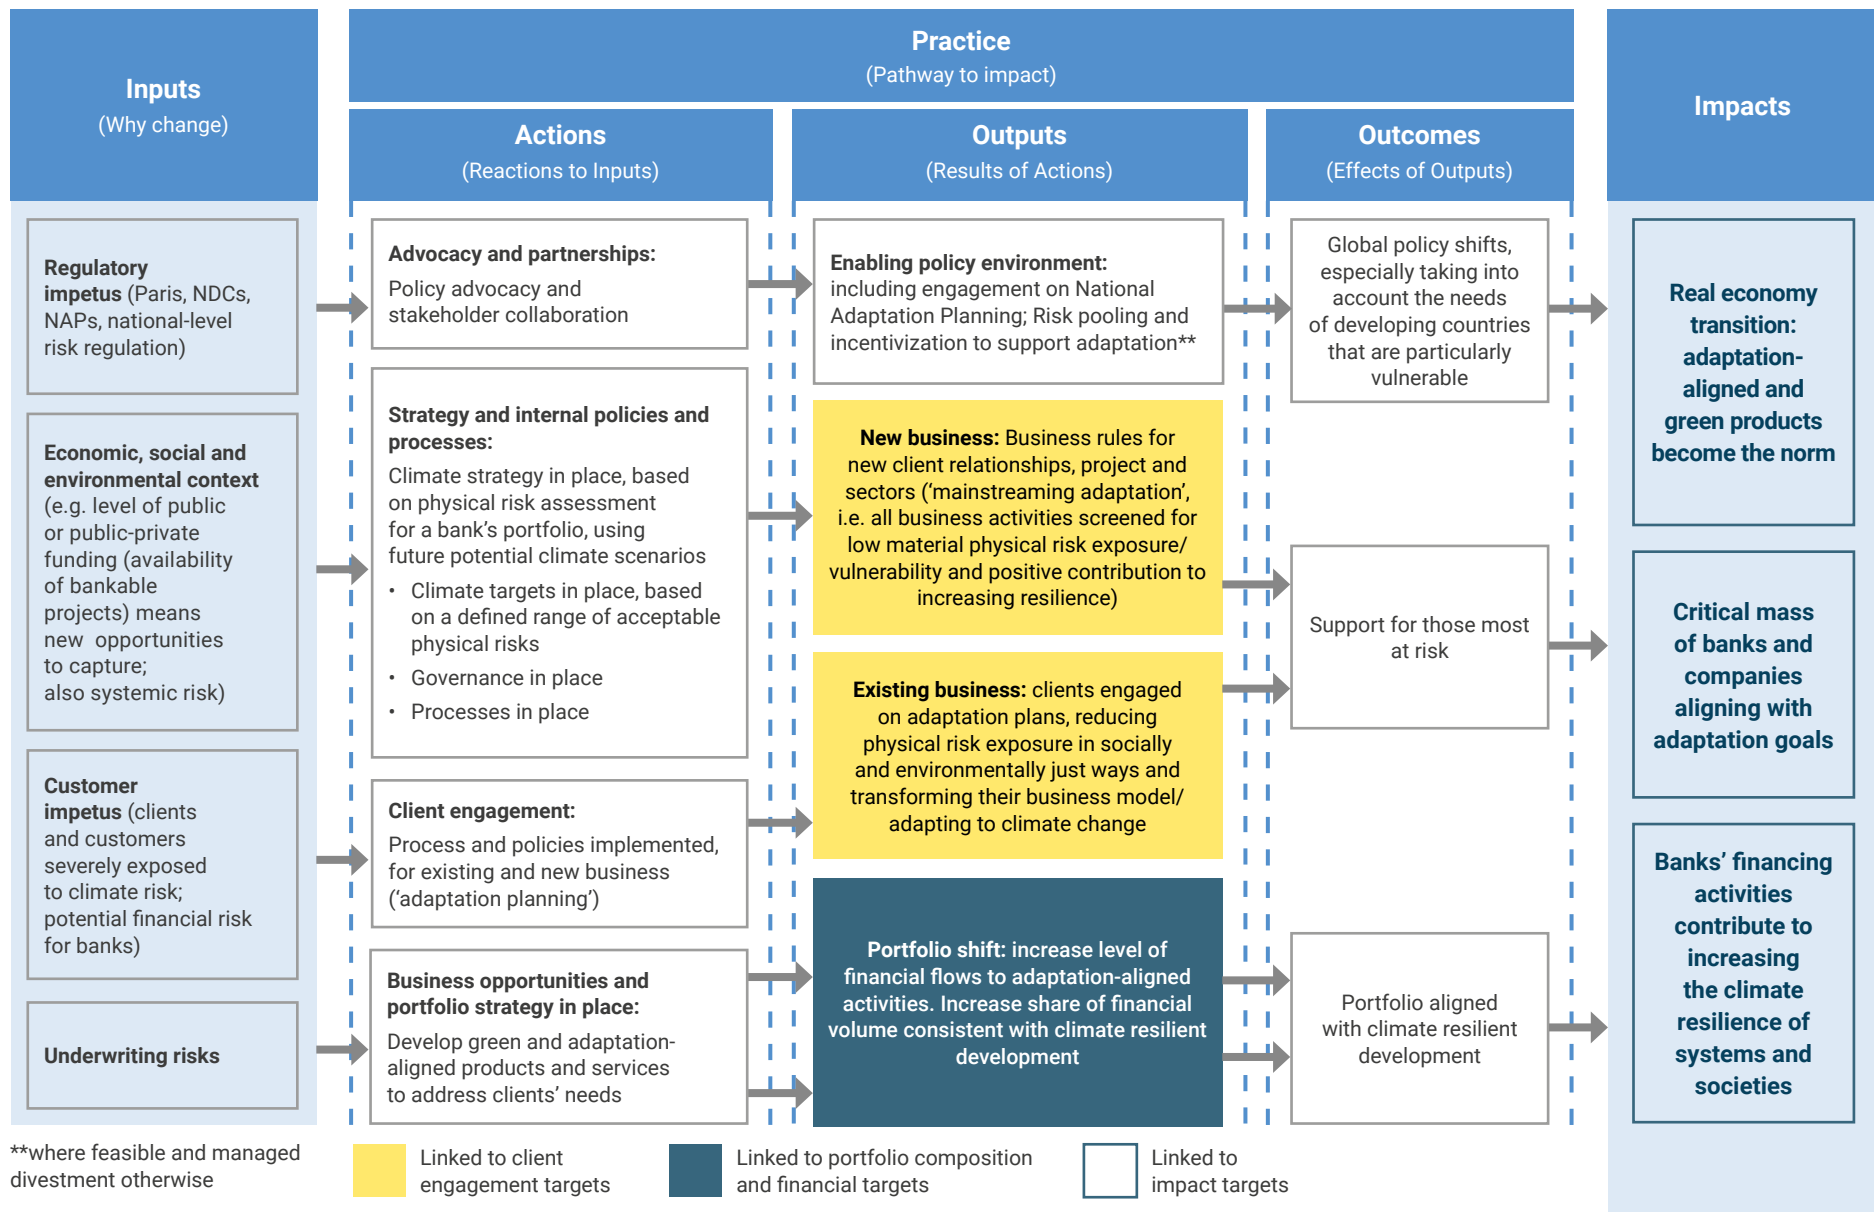 Inputs
(Why change)
Practice
(Pathway to impact)
Actions
(Reactions to Inputs)
Outputs
(Results of Actions)
Outcomes
(Effects of Outputs)
Impacts
Regulatory
impetus (Paris, NDCs,
NAPs, national-level
risk regulation)
Economic, social and
environmental context
(e.g. level of public
or public-private
funding (availability
of bankable
projects) means
new opportunities
to capture;
also systemic risk)
Customer
impetus (clients
and customers
severely exposed
to climate risk;
potential financial risk
for banks)
Underwriting risks
Advocacy and partnerships:
Policy advocacy and
stakeholder collaboration
Strategy and internal policies and
processes:
Climate strategy in place, based
on physical risk assessment
for a bank's portfolio, using
future potential climate scenarios
• Climate targets in place, based
on a defined range of acceptable
physical risks
• Governance in place
• Processes in place
Client engagement:
Process and policies implemented,
for existing and new business
(‘adaptation planning’)
Business opportunities and
portfolio strategy in place:
Develop green and adaptation-
aligned products and services
to address clients’ needs
Enabling policy environment:
including engagement on National
Adaptation Planning; Risk pooling and
incentivization to support adaptation**
New business: Business rules for
new client relationships, project and
sectors (‘mainstreaming adaptation’,
i.e. all business activities screened for
low material physical risk exposure/
vulnerability and positive contribution to
increasing resilience)
Existing business: clients engaged
on adaptation plans, reducing
physical risk exposure in socially
and environmentally just ways and
transforming their business model/
adapting to climate change
Portfolio shift: increase level of
financial flows to adaptation-aligned
activities. Increase share of financial
volume consistent with climate resilient
development
Global policy shifts,
especially taking into
account the needs
of developing countries
that are particularly
vulnerable
Support for those most
at risk
Portfolio aligned
with climate resilient
development
Real economy
transition:
adaptation-
aligned and
green products
become the norm
Critical mass
of banks and
companies
aligning with
adaptation goals
Banks’ financing
activities
contribute to
increasing
the climate
resilience of
systems and
societies
**where feasible and managed
divestment otherwise
Linked to client
engagement targets
Linked to portfolio composition
and financial targets
Linked to
impact targets